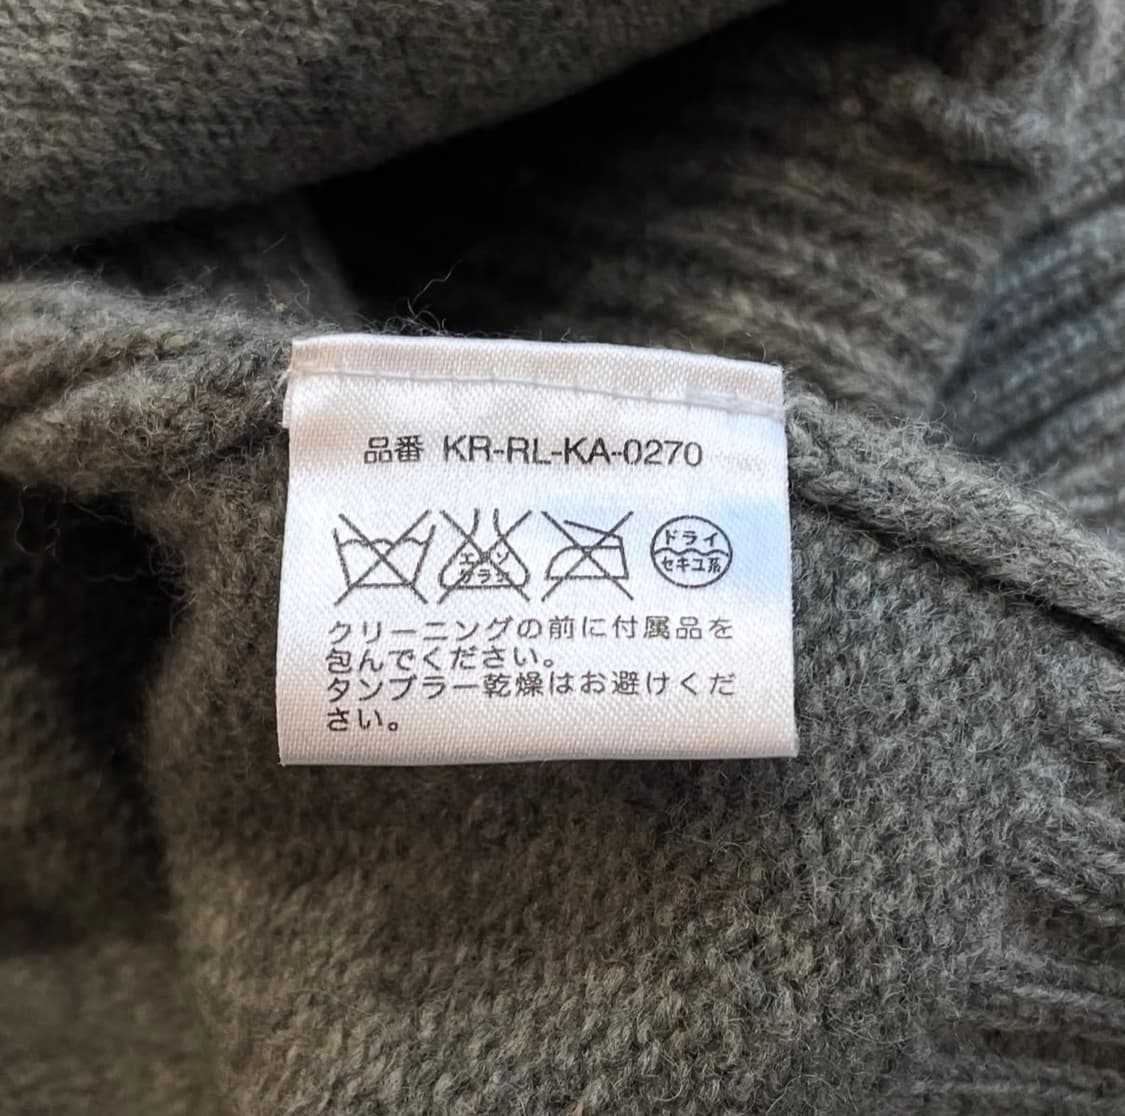 品番 KR-RL-KA-0270
エンソサラシ
ドライ
セキユ系
クリーニングの前に付属品を
包んでください。
タンブラー乾燥はお避けくだ
さい。